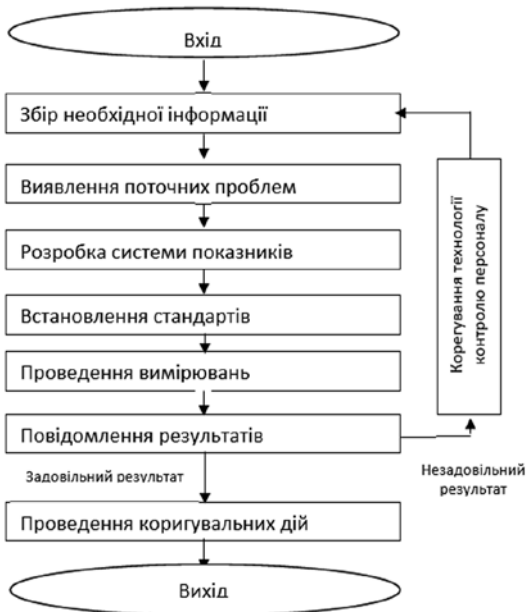 Вхід
Збір необхідної інформації
Виявлення поточних проблем
Розробка системи показників
Встановлення стандартів
Проведення вимірювань
Повідомлення результатів
Задовільний результат
Незадовільний
результат
Корегування технології
контролю персоналу
Проведення коригувальних дій
Вихід